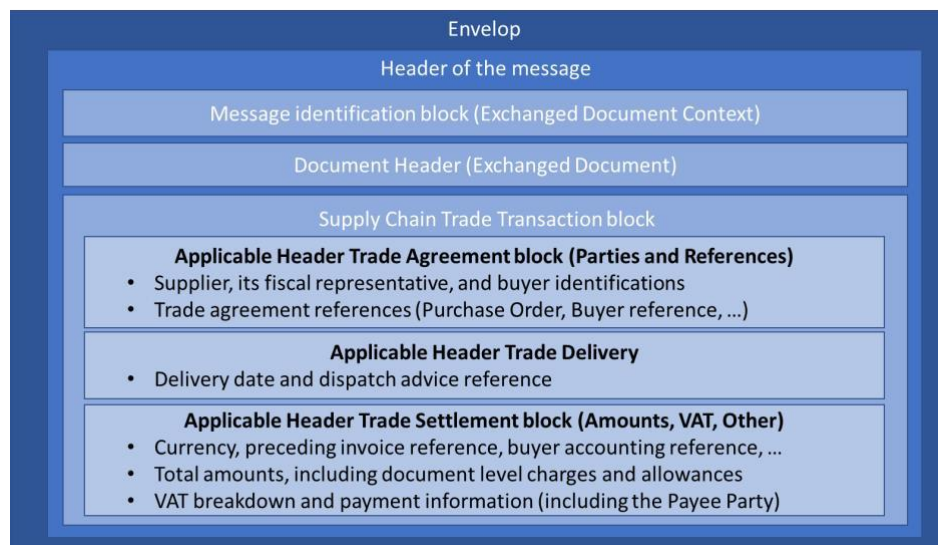 Envelop
Header of the message
Message identification block (Exchanged Document Context)
Document Header (Exchanged Document)
Supply Chain Trade Transaction block
Applicable Header Trade Agreement block (Parties and References)
• Supplier, its fiscal representative, and buyer identifications
• Trade agreement references (Purchase Order, Buyer reference, ...)
Applicable Header Trade Delivery
• Delivery date and dispatch advice reference
Applicable Header Trade Settlement block (Amounts, VAT, Other)
• Currency, preceding invoice reference, buyer accounting reference, ...
• Total amounts, including document level charges and allowances
• VAT breakdown and payment information (including the Payee Party)